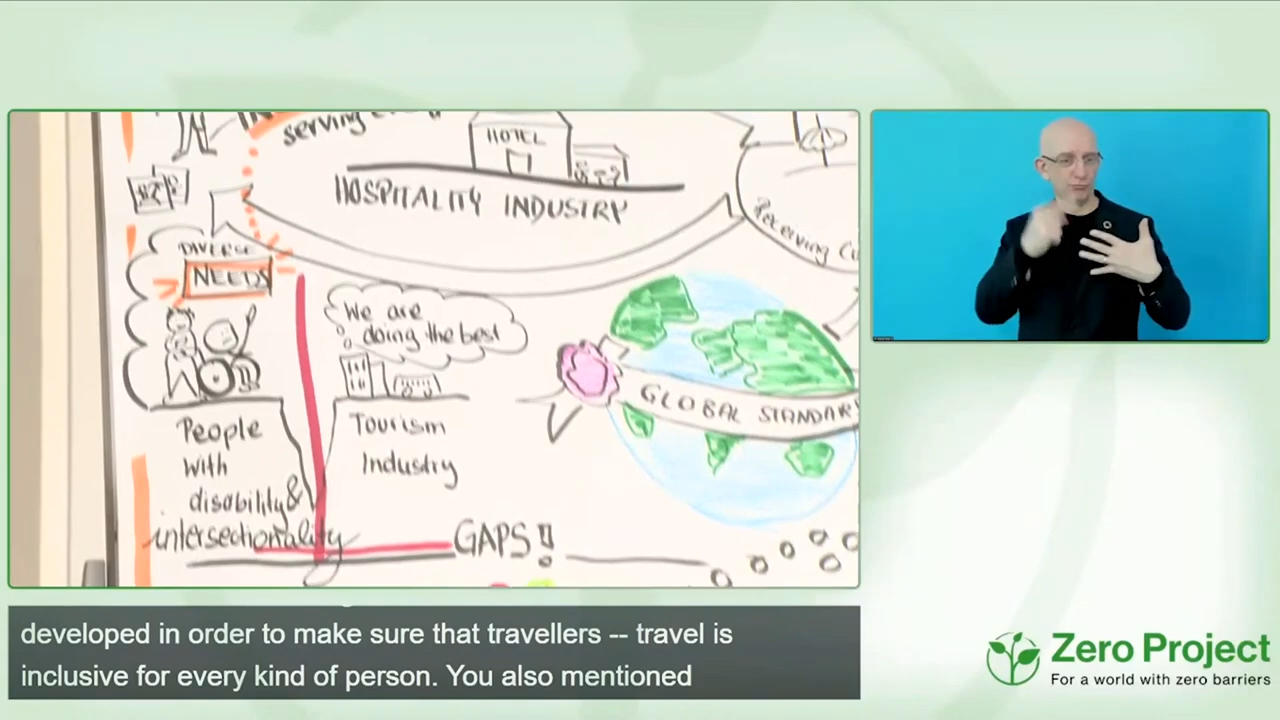 serving
HOTEL
HOSPITALITY INDUSTRY
Receiving
DIVERSE
NEEDS
We are
doing the best
GLOBAL STANDAR
People
with
disability &
intersectionality
Tourism
Industry
GAPS!!
developed in order to make sure that travellers -- travel is
inclusive for every kind of person. You also mentioned
Zero Project
For a world with zero barriers